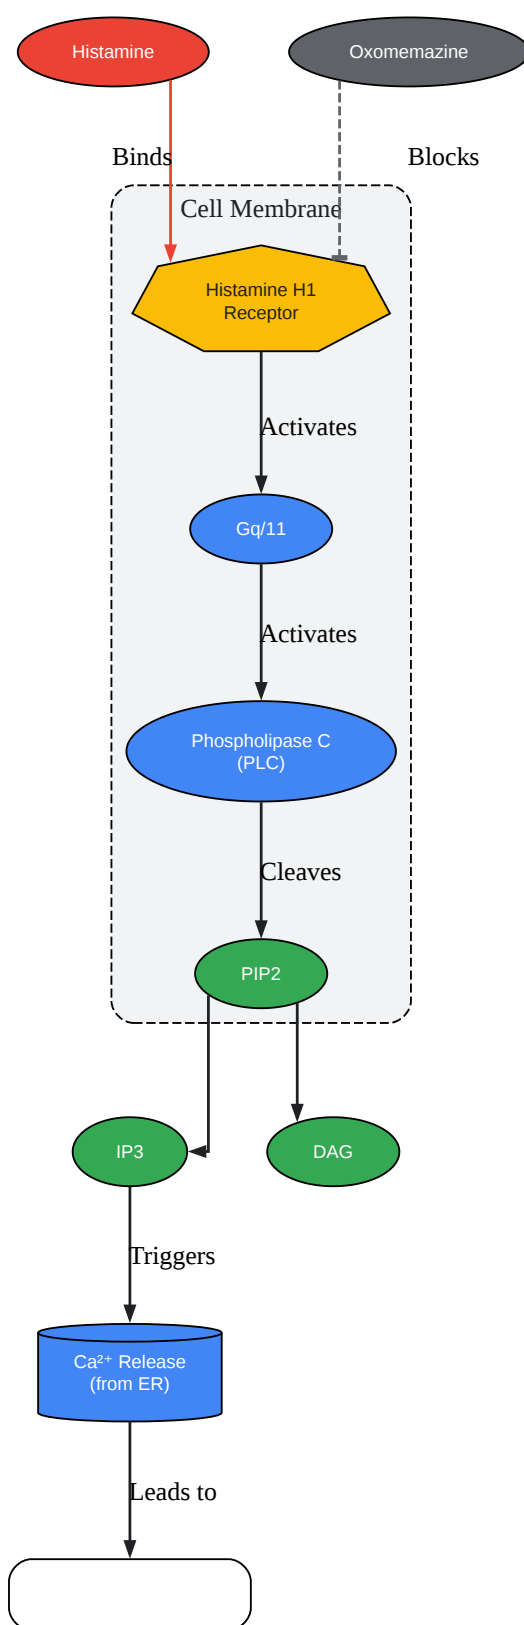 Histamine
Oxomemazine
Binds
Blocks
Cell Membrane
Histamine H1
Receptor
Activates
Gq/11
Activates
Phospholipase C
(PLC)
Cleaves
PIP2
IP3
DAG
Triggers
Ca²⁺ Release
(from ER)
Leads to